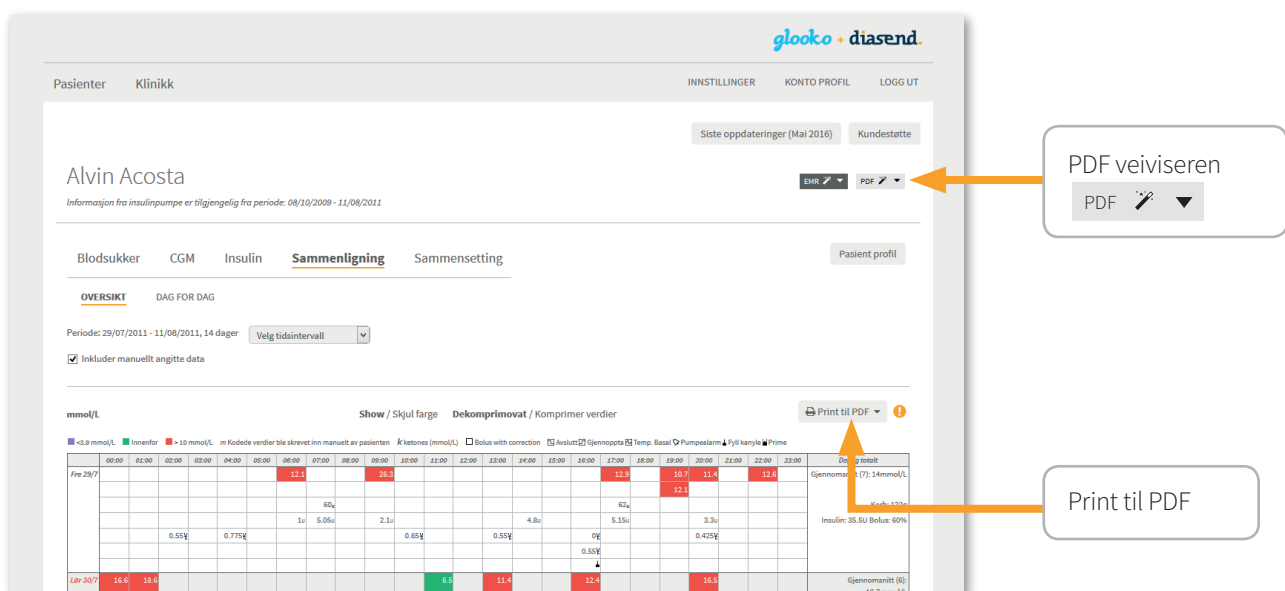 glooko + diasend.
Pasienter Klinikk INNSTILLINGER KONTO PROFIL LOGG UT
Siste oppdateringer (Mai 2016) Kundestøtte
Alvin Acosta
EMR PDF
Informasjon fra insulinpumpe er tilgjengelig fra periode: 08/10/2009 - 11/08/2011
PDF veiviseren
PDF
Blodsukker CGM Insulin Sammenligning Sammensetting Pasient profil
OVERSIKT DAG FOR DAG
Periode: 29/07/2011 - 11/08/2011, 14 dager Velg tidsintervall
Inkluder manuellt angitte data
mmol/L Show / Skjul farge Dekomprimovat / Komprimer verdier Print til PDF
<3.9 mmol/L Innenfor > 10 mmol/L m Kodede verdier ble skrevet inn manuelt av pasienten k ketones (mmol/L) Bolus with correction Avslutt Gjennoppta Temp. Basal Pumpealarm Fyll kanyle Prime
00:00 01:00 02:00 03:00 04:00 05:00 06:00 07:00 08:00 09:00 10:00 11:00 12:00 13:00 14:00 15:00 16:00 17:00 18:00 19:00 20:00 21:00 22:00 23:00 totalt
Fre 29/7 12.1 26.3 12.9 10.7 11.4 12.6 (7): 14mmol/L
12.1
60g 62g
1u 5.05u 2.1u 4.8u 5.15u 3.3u Insulin: 35.5U Bolus: 60%
0.55 0.775 0.65 0.55 0 0.425
0.55
Lør 30/7 16.6 18.6 6.5 11.4 12.4 16.5 Gjennomsnitt (6):
Print til PDF